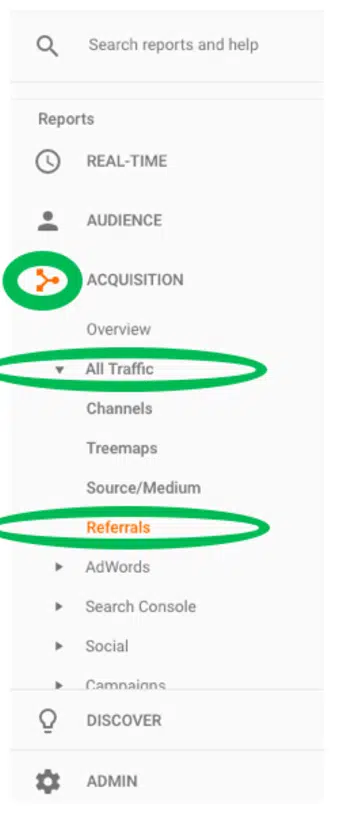 Search reports and help
Reports
REAL-TIME
AUDIENCE
ACQUISITION
Overview
All Traffic
Channels
Treemaps
Source/Medium
Referrals
AdWords
Search Console
Social
Campaigns
DISCOVER
ADMIN